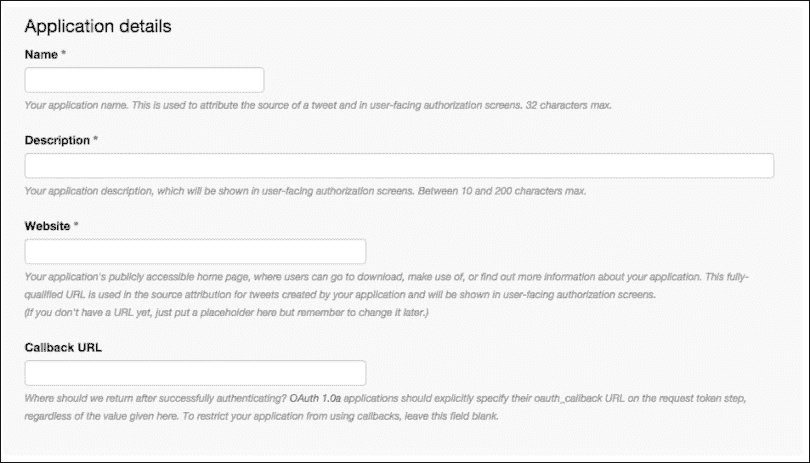 Application details
Name *
Your application name. This is used to attribute the source of a tweet and in user-facing authorization screens. 32 characters max.
Description *
Your application description, which will be shown in user-facing authorization screens. Between 10 and 200 characters max.
Website *
Your application's publicly accessible home page, where users can go to download, make use of, or find out more information about your application. This fully-
qualified URL is used in the source attribution for tweets created by your application and will be shown in user-facing authorization screens.
(If you don't have a URL yet, just put a placeholder here but remember to change it later.)
Callback URL
Where should we return after successfully authenticating? OAuth 1.0a applications should explicitly specify their oauth_callback URL on the request token step,
regardless of the value given here. To restrict your application from using callbacks, leave this field blank.